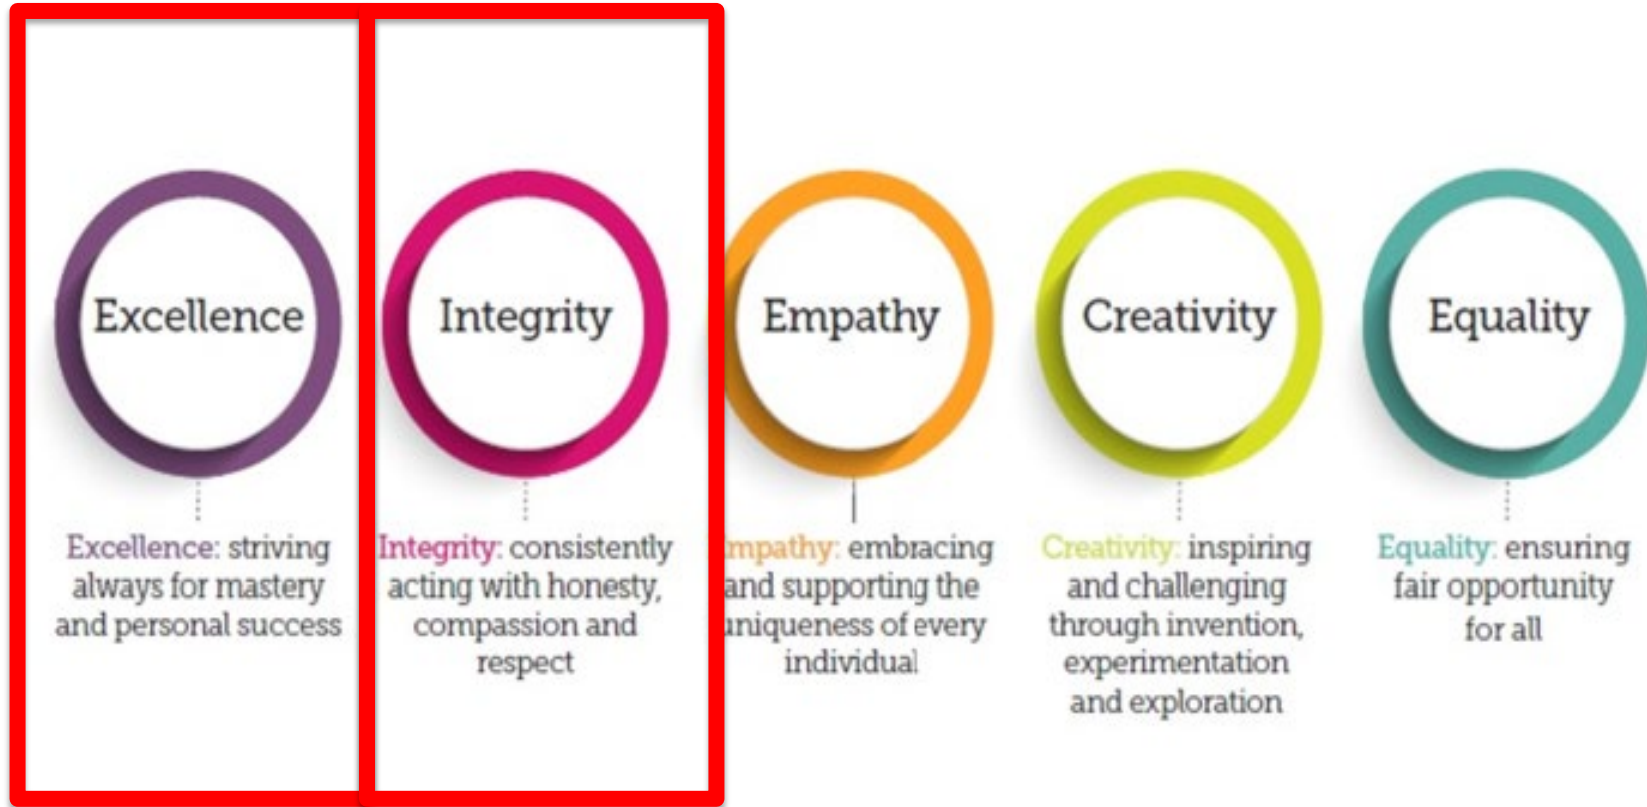 Excellence
Integrity
Empathy
Creativity
Equality
Excellence: striving
always for mastery
and personal success
Integrity: consistently
acting with honesty,
compassion and
respect
mpathy: embracing
and supporting the
uniqueness of every
individual
Creativity: inspiring
and challenging
through invention,
experimentation
and exploration
Equality: ensuring
fair opportunity
for all